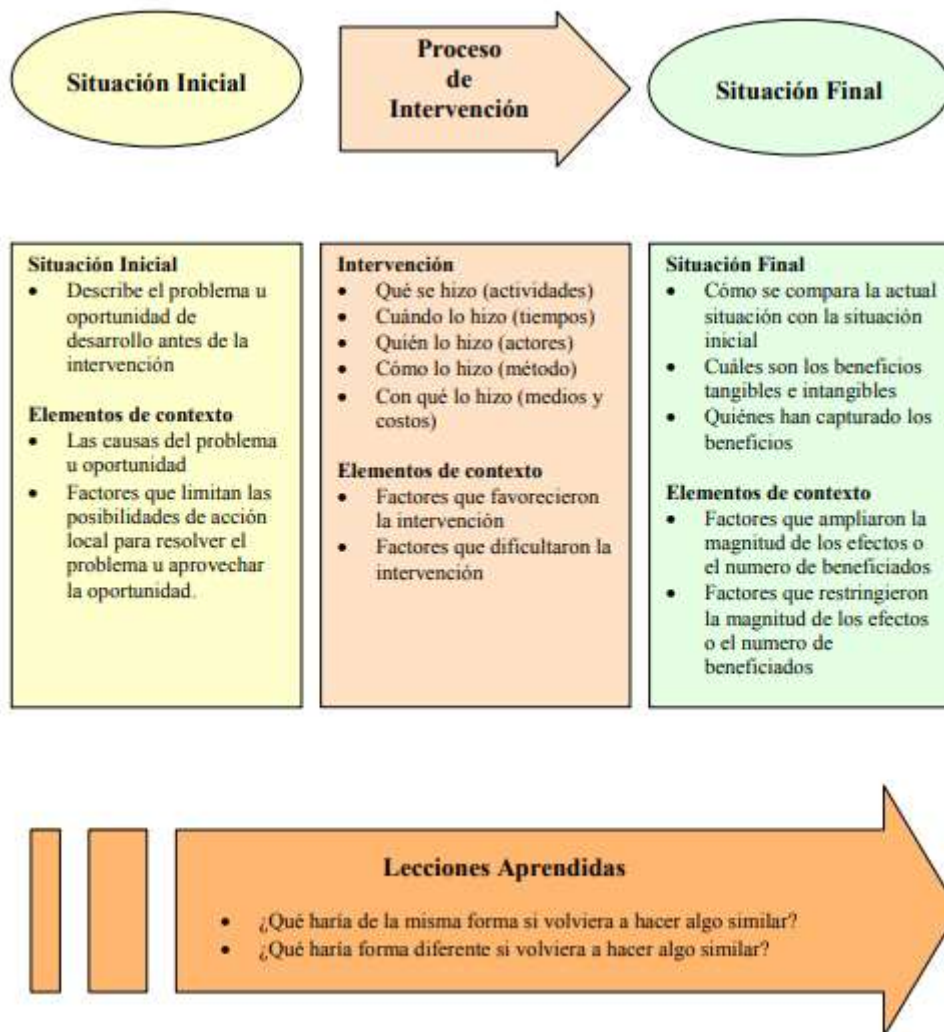 Situación Inicial
Proceso
de
Intervención
Situación Final
Situación Inicial
• Describe el problema u
oportunidad de
desarrollo antes de la
intervención
Elementos de contexto
• Las causas del problema
u oportunidad
• Factores que limitan las
posibilidades de acción
local para resolver el
problema u aprovechar
la oportunidad.
Intervención
• Qué se hizo (actividades)
• Cuándo lo hizo (tiempos)
• Quién lo hizo (actores)
• Cómo lo hizo (método)
• Con qué lo hizo (medios y
costos)
Elementos de contexto
• Factores que favorecieron
la intervención
• Factores que dificultaron la
intervención
Situación Final
• Cómo se compara la actual
situación con la situación
inicial
• Cuáles son los beneficios
tangibles e intangibles
• Quiénes han capturado los
beneficios
Elementos de contexto
• Factores que ampliaron la
magnitud de los efectos o
el numero de beneficiados
• Factores que restringieron
la magnitud de los efectos
o el numero de
beneficiados
Lecciones Aprendidas
• ¿Qué haría de la misma forma si volviera a hacer algo similar?
• ¿Qué haría forma diferente si volviera a hacer algo similar?